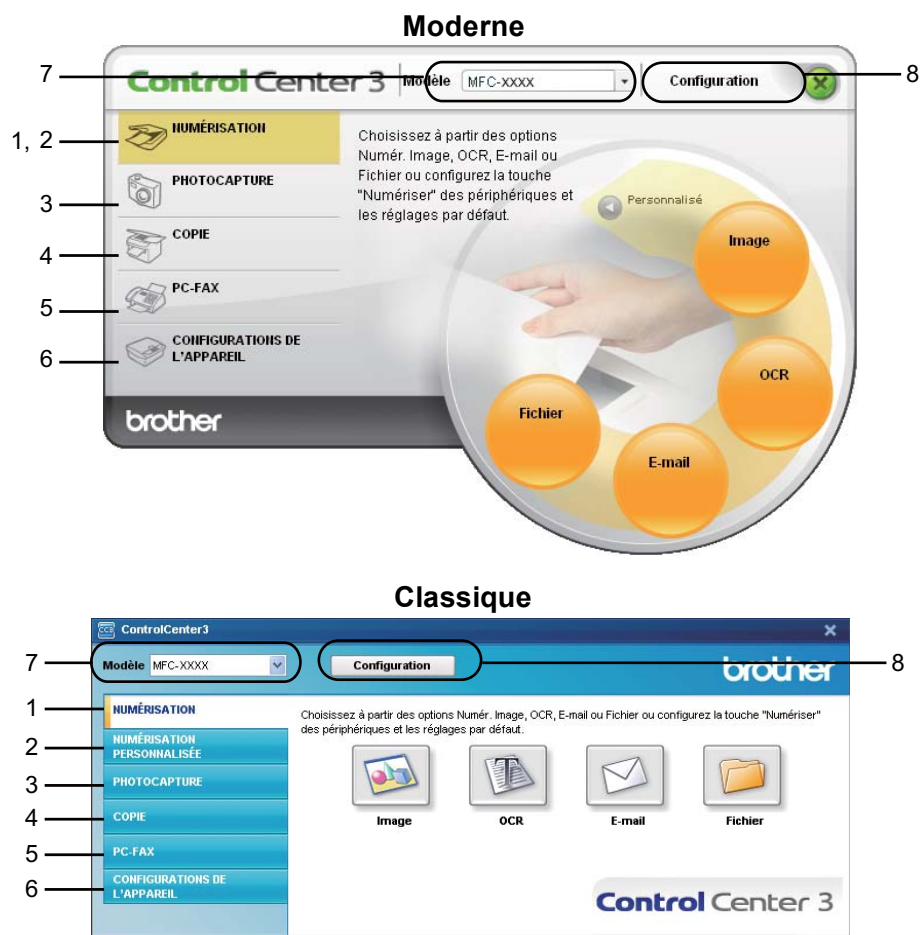 Moderne
7
Control Center 3
Modèle
MFC-XXXX
Configuration
8
1, 2
NUMÉRISATION
3
PHOTOCAPTURE
4
COPIE
5
PC-FAX
6
CONFIGURATIONS DE
L'APPAREIL
Choisissez à partir des options
Numér. Image, OCR, E-mail ou
Fichier ou configurez la touche
"Numériser" des périphériques et
les réglages par défaut.
Personnalisé
Image
OCR
E-mail
Fichier
brother
Classique
ControlCenter3
7
Modèle
MFC-XXXX
Configuration
8
brother
1
NUMÉRISATION
2
NUMÉRISATION
PERSONNALISÉE
3
PHOTOCAPTURE
4
COPIE
5
PC-FAX
6
CONFIGURATIONS DE
L'APPAREIL
Choisissez à partir des options Numér. Image, OCR, E-mail ou Fichier ou configurez la touche "Numériser"
des périphériques et les réglages par défaut.
Image
OCR
E-mail
Fichier
Control Center 3